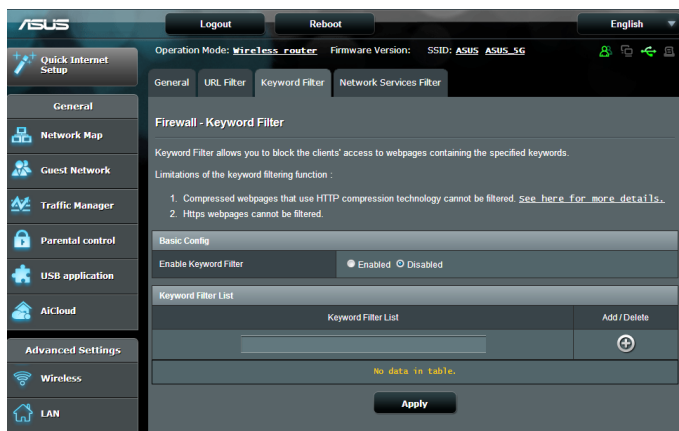 ASUS
Logout
Reboot
English
Operation Mode: Wireless router Firmware Version: SSID: ASUS ASUS_5G
Quick Internet
Setup
General
Network Map
Guest Network
Traffic Manager
Parental control
USB application
AiCloud
Advanced Settings
Wireless
LAN
General
URL Filter
Keyword Filter
Network Services Filter
Firewall - Keyword Filter
Keyword Filter allows you to block the clients' access to webpages containing the specified keywords.
Limitations of the keyword filtering function :
1. Compressed webpages that use HTTP compression technology cannot be filtered. See here for more details.
2. Https webpages cannot be filtered.
Basic Config
Enable Keyword Filter
Enabled Disabled
Keyword Filter List
Keyword Filter List
Add / Delete
No data in table.
Apply